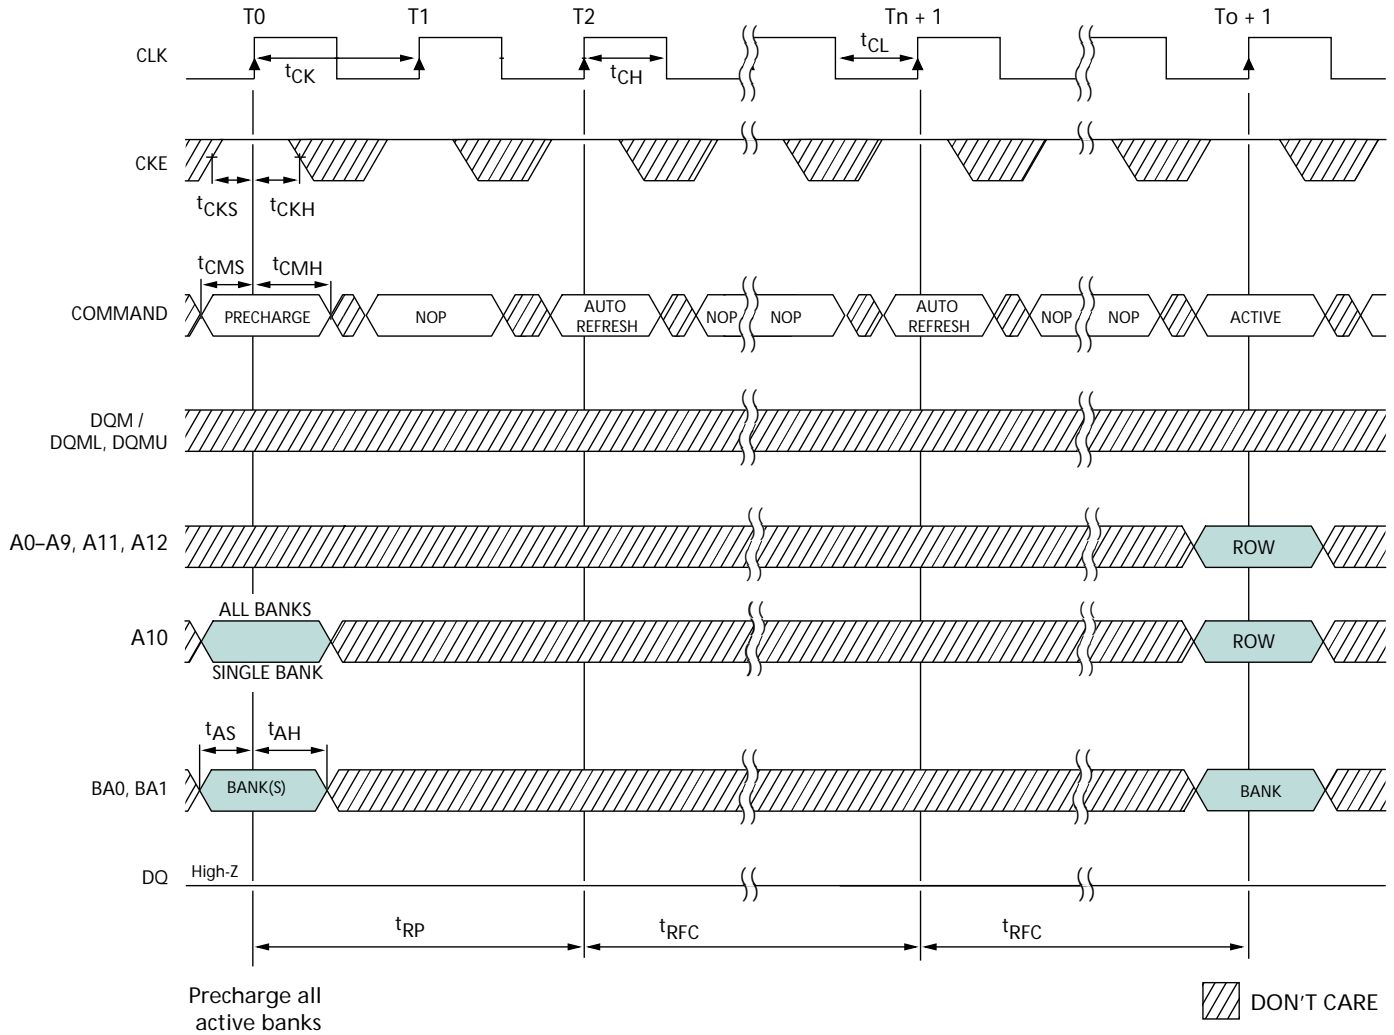 T0 T1 T2 Tn + 1 To + 1
CLK
tCK tCH tCL
CKE
tCKS tCKH
tCMS tCMH
COMMAND PRECHARGE NOP AUTO REFRESH NOP NOP AUTO REFRESH NOP NOP ACTIVE
DQM /
DQML, DQMU
A0–A9, A11, A12 ROW
ALL BANKS
A10 ROW
SINGLE BANK
tAS tAH
BA0, BA1 BANK(S) BANK
DQ High-Z
tRP tRFC tRFC
Precharge all
active banks
DON'T CARE